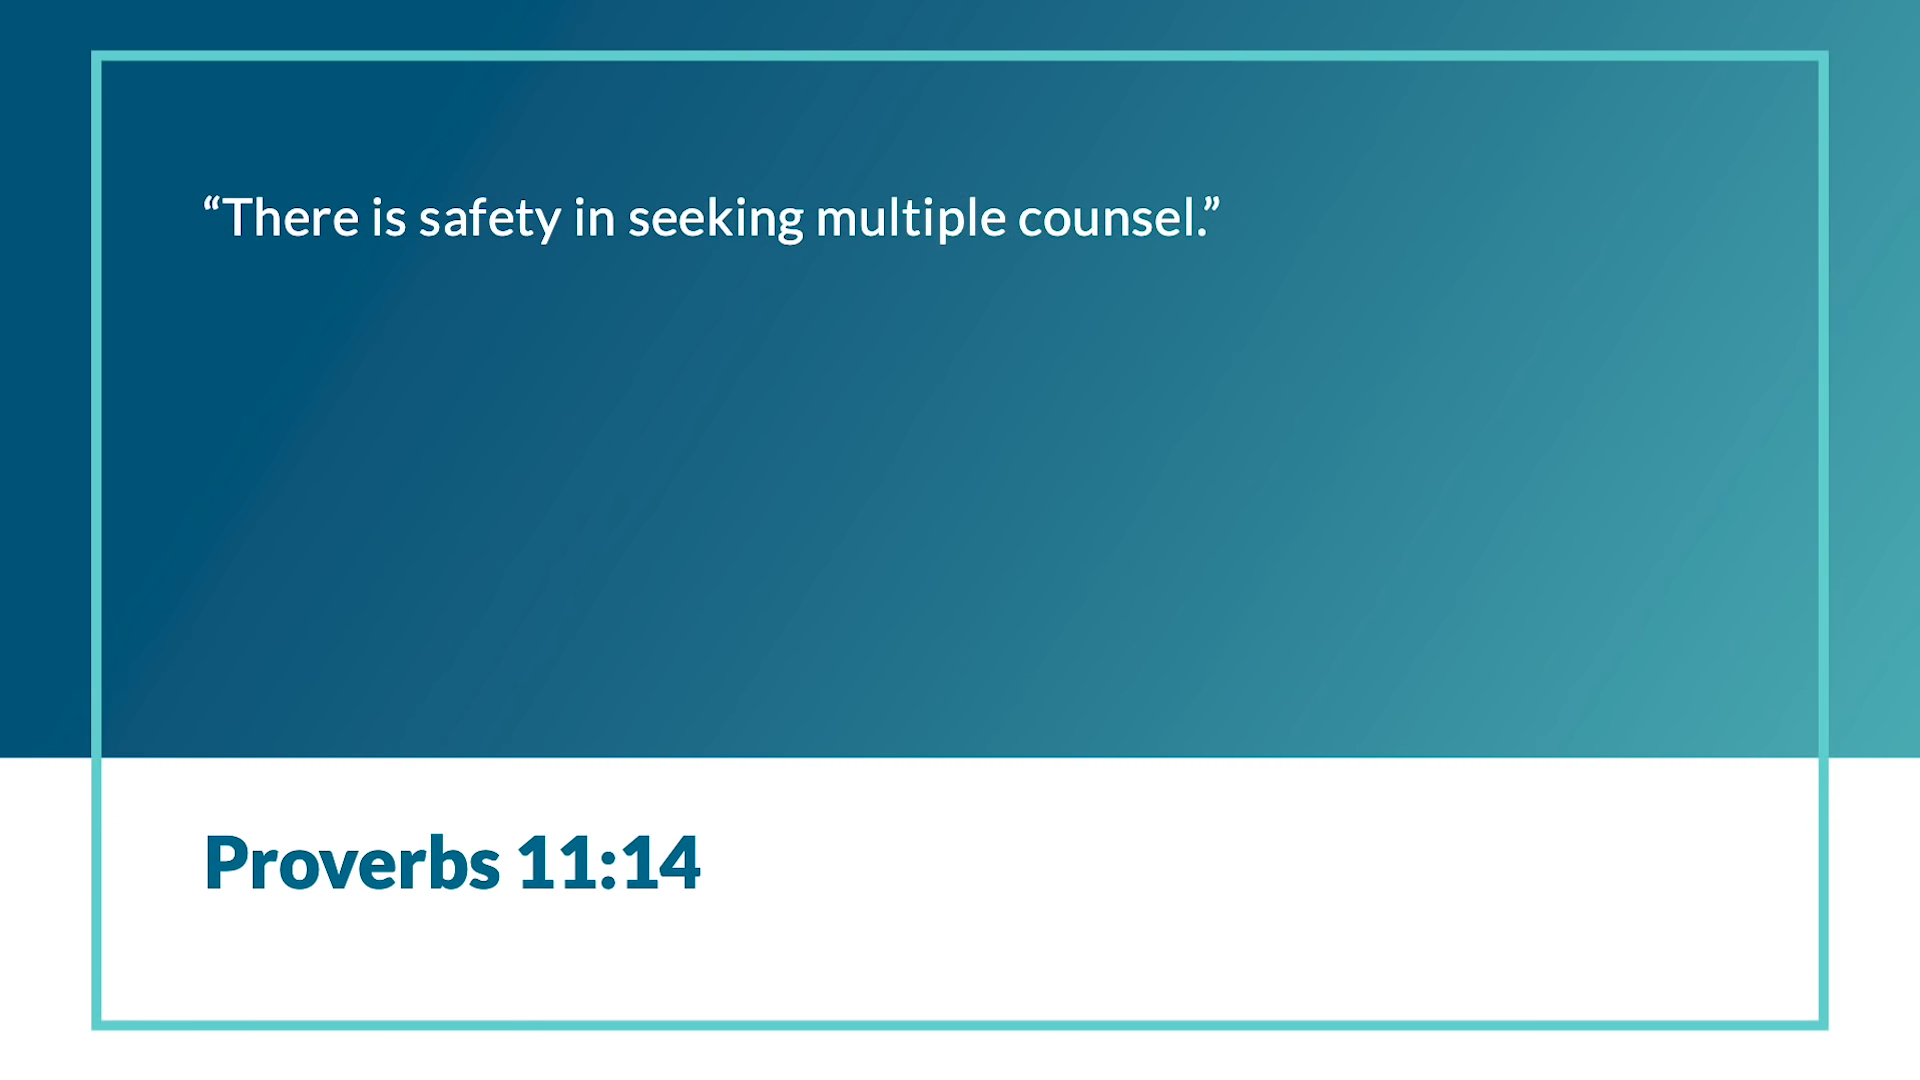 “There is safety in seeking multiple counsel.”
Proverbs 11:14